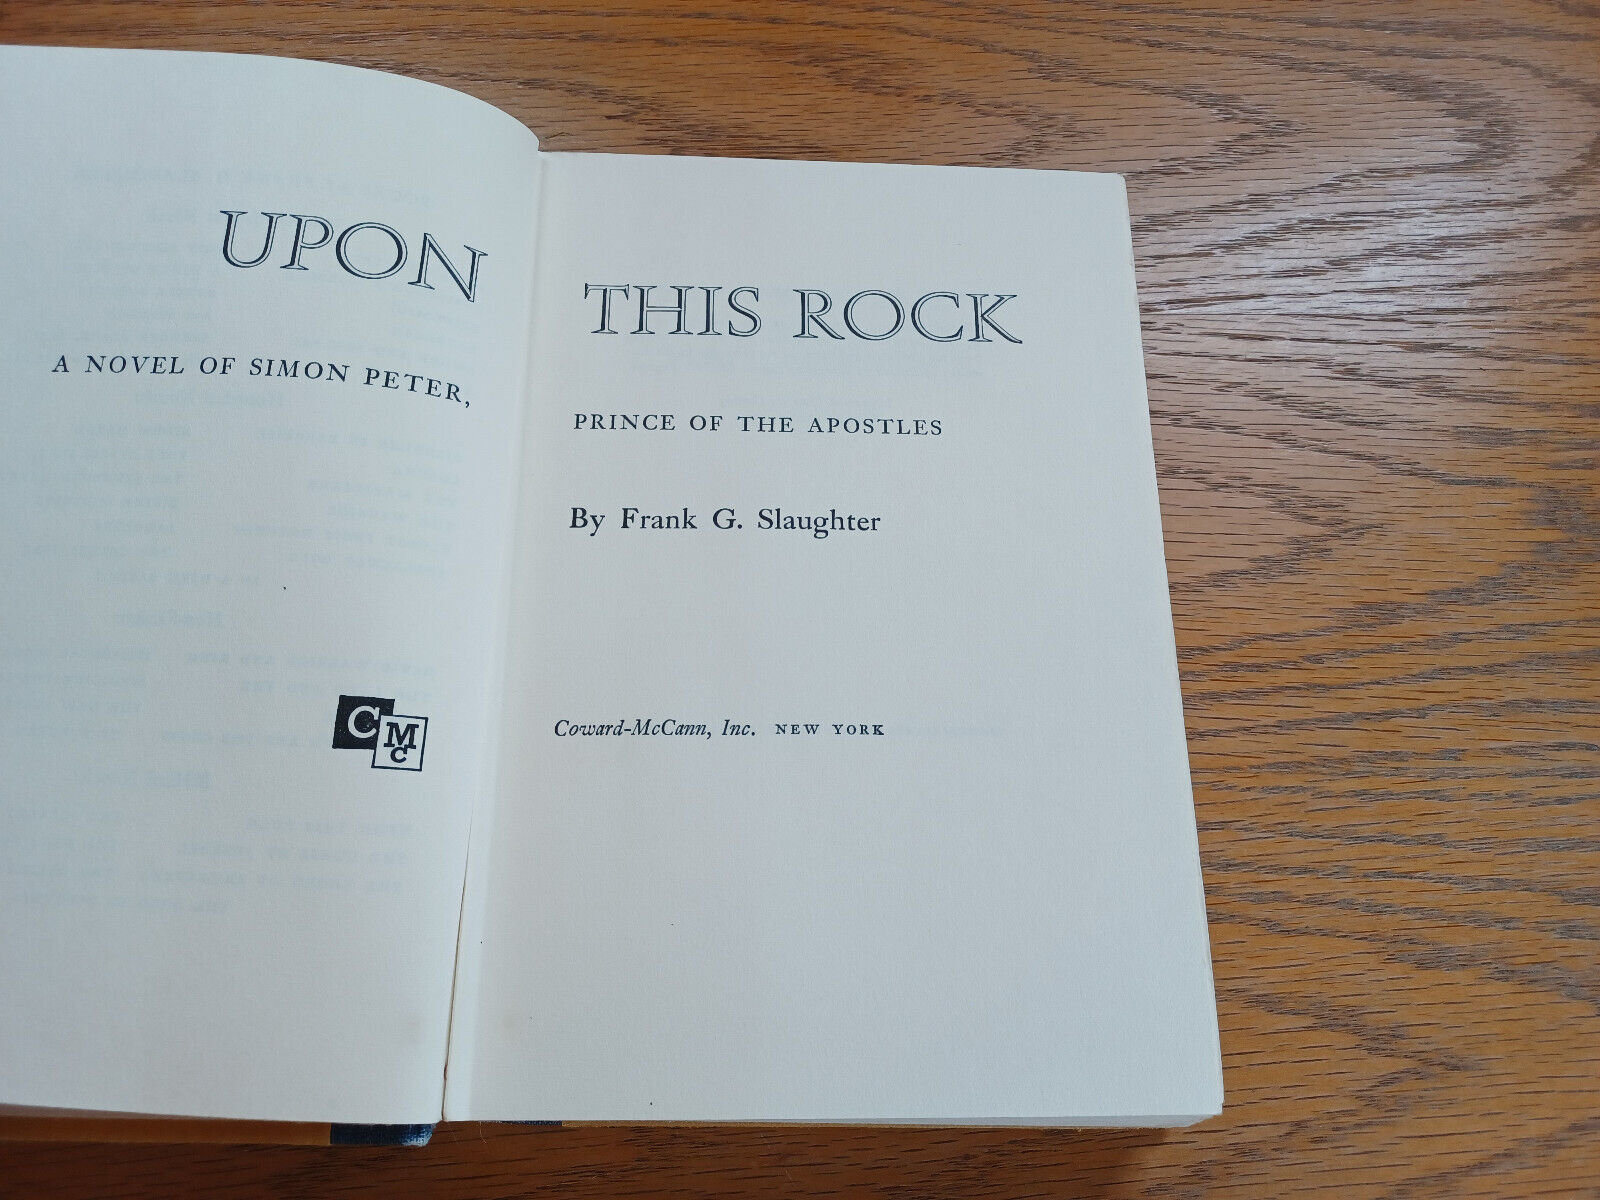 UPON
THIS ROCK
A NOVEL OF SIMON PETER,
PRINCE OF THE APOSTLES
By Frank G. Slaughter
C
M
C
Coward-McCann, Inc. NEW YORK